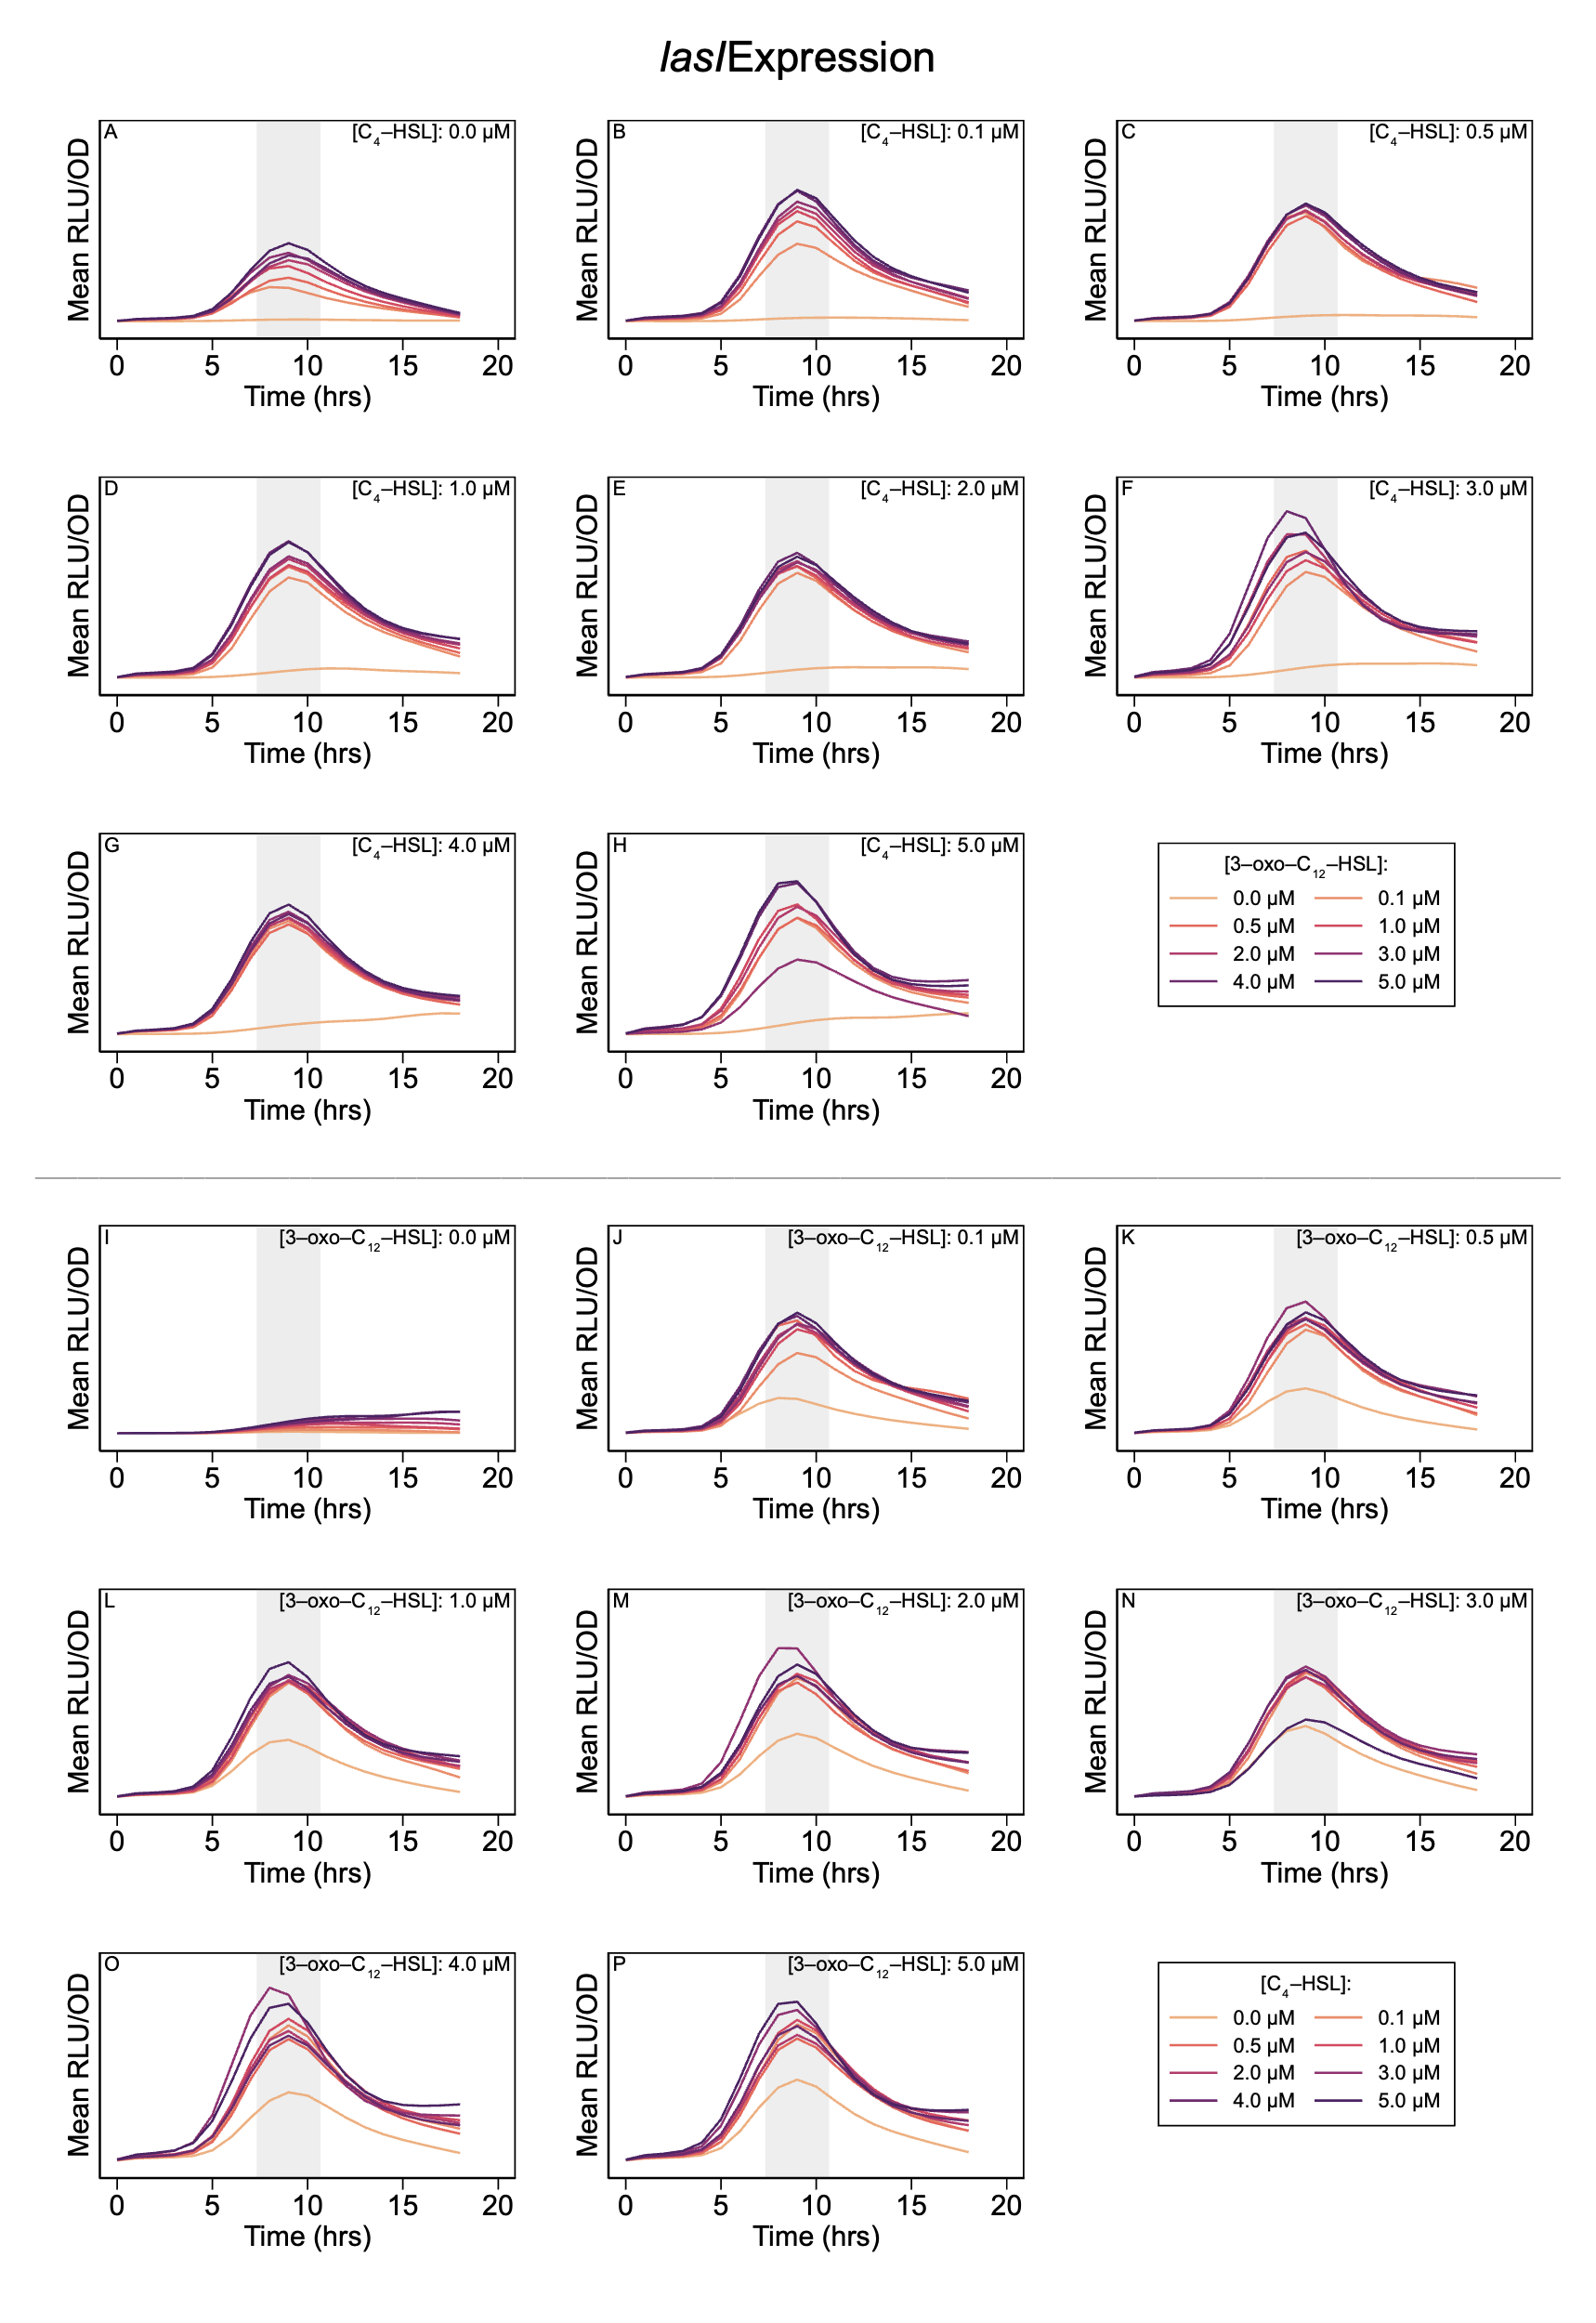 lasI Expression
A [C4–HSL]: 0.0 µM
Mean RLU/OD
0 5 10 15 20
Time (hrs)
B [C4–HSL]: 0.1 µM
Mean RLU/OD
0 5 10 15 20
Time (hrs)
C [C4–HSL]: 0.5 µM
Mean RLU/OD
0 5 10 15 20
Time (hrs)
D [C4–HSL]: 1.0 µM
Mean RLU/OD
0 5 10 15 20
Time (hrs)
E [C4–HSL]: 2.0 µM
Mean RLU/OD
0 5 10 15 20
Time (hrs)
F [C4–HSL]: 3.0 µM
Mean RLU/OD
0 5 10 15 20
Time (hrs)
G [C4–HSL]: 4.0 µM
Mean RLU/OD
0 5 10 15 20
Time (hrs)
H [C4–HSL]: 5.0 µM
Mean RLU/OD
0 5 10 15 20
Time (hrs)
[3–oxo–C12–HSL]:
0.0 µM 0.1 µM
0.5 µM 1.0 µM
2.0 µM 3.0 µM
4.0 µM 5.0 µM
I [3–oxo–C12–HSL]: 0.0 µM
Mean RLU/OD
0 5 10 15 20
Time (hrs)
J [3–oxo–C12–HSL]: 0.1 µM
Mean RLU/OD
0 5 10 15 20
Time (hrs)
K [3–oxo–C12–HSL]: 0.5 µM
Mean RLU/OD
0 5 10 15 20
Time (hrs)
L [3–oxo–C12–HSL]: 1.0 µM
Mean RLU/OD
0 5 10 15 20
Time (hrs)
M [3–oxo–C12–HSL]: 2.0 µM
Mean RLU/OD
0 5 10 15 20
Time (hrs)
N [3–oxo–C12–HSL]: 3.0 µM
Mean RLU/OD
0 5 10 15 20
Time (hrs)
O [3–oxo–C12–HSL]: 4.0 µM
Mean RLU/OD
0 5 10 15 20
Time (hrs)
P [3–oxo–C12–HSL]: 5.0 µM
Mean RLU/OD
0 5 10 15 20
Time (hrs)
[C4–HSL]:
0.0 µM 0.1 µM
0.5 µM 1.0 µM
2.0 µM 3.0 µM
4.0 µM 5.0 µM